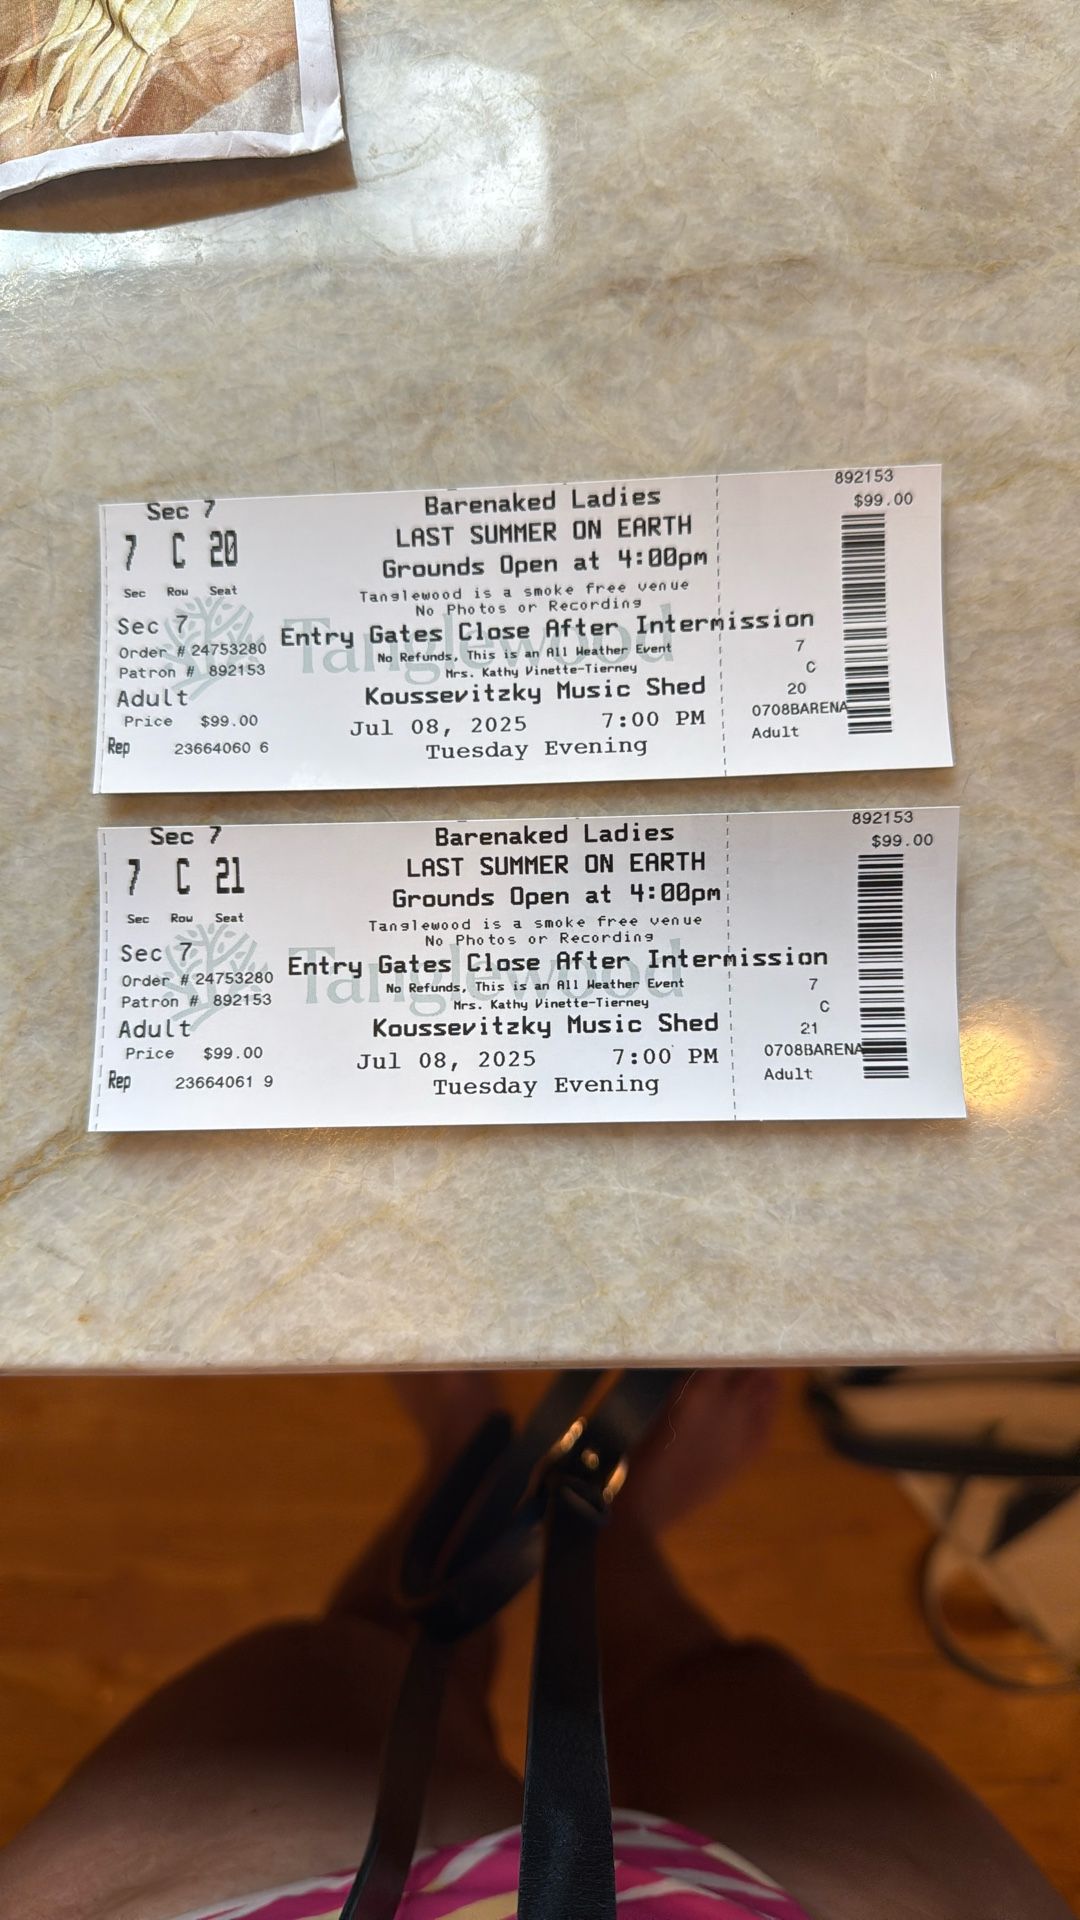 Sec 7
7 C 20
Sec Row Seat
Sec 7
Order # 24753280
Patron # 892153
Adult
Price $99.00
Rep 23664060 6
Barenaked Ladies
LAST SUMMER ON EARTH
Grounds Open at 4:00pm
Tanglewood is a smoke free venue
No Photos or Recording
Entry Gates Close After Intermission
Tanglewood
No Refunds, This is an All Weather Event
Mrs. Kathy Vinette-Tierney
Koussevitzky Music Shed
Jul 08, 2025 7:00 PM
Tuesday Evening
892153
$99.00
7
C
20
0708BARENA
Adult
Sec 7
7 C 21
Sec Row Seat
Sec 7
Order # 24753280
Patron # 892153
Adult
Price $99.00
Rep 23664061 9
Barenaked Ladies
LAST SUMMER ON EARTH
Grounds Open at 4:00pm
Tanglewood is a smoke free venue
No Photos or Recording
Entry Gates Close After Intermission
Tanglewood
No Refunds, This is an All Weather Event
Mrs. Kathy Vinette-Tierney
Koussevitzky Music Shed
Jul 08, 2025 7:00 PM
Tuesday Evening
892153
$99.00
7
C
21
0708BARENA
Adult